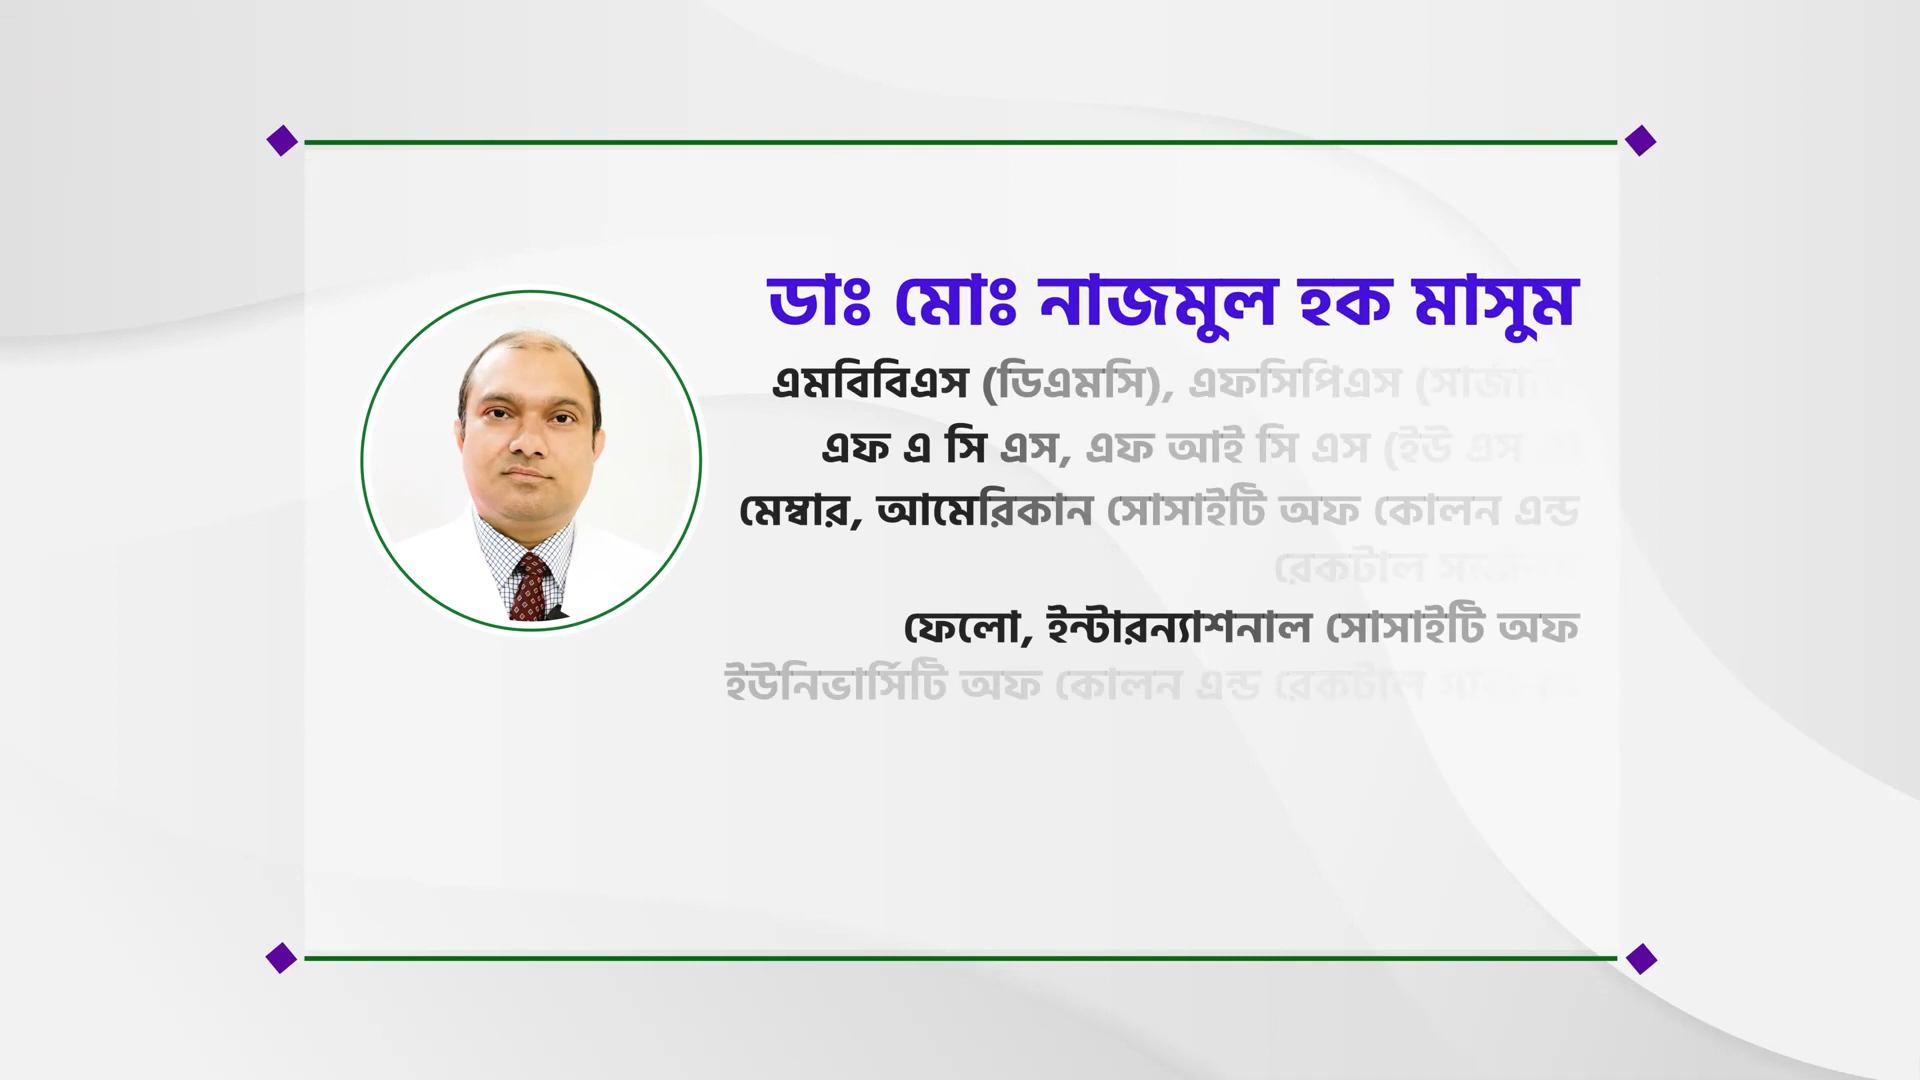 ডাঃ মোঃ নাজমুল হক মাসুম
এমবিবিএস (ডিএমসি), এফসিপিএস
এফ এ সি এস, এফ আই সি এস (ইউ এস
মেম্বার, আমেরিকান সোসাইটি অফ কোলন এন্ড
রেকটাল
ফেলো, ইন্টারন্যাশনাল সোসাইটি অফ
ইউনিভার্সিটি অফ কোলন এন্ড রেকটাল